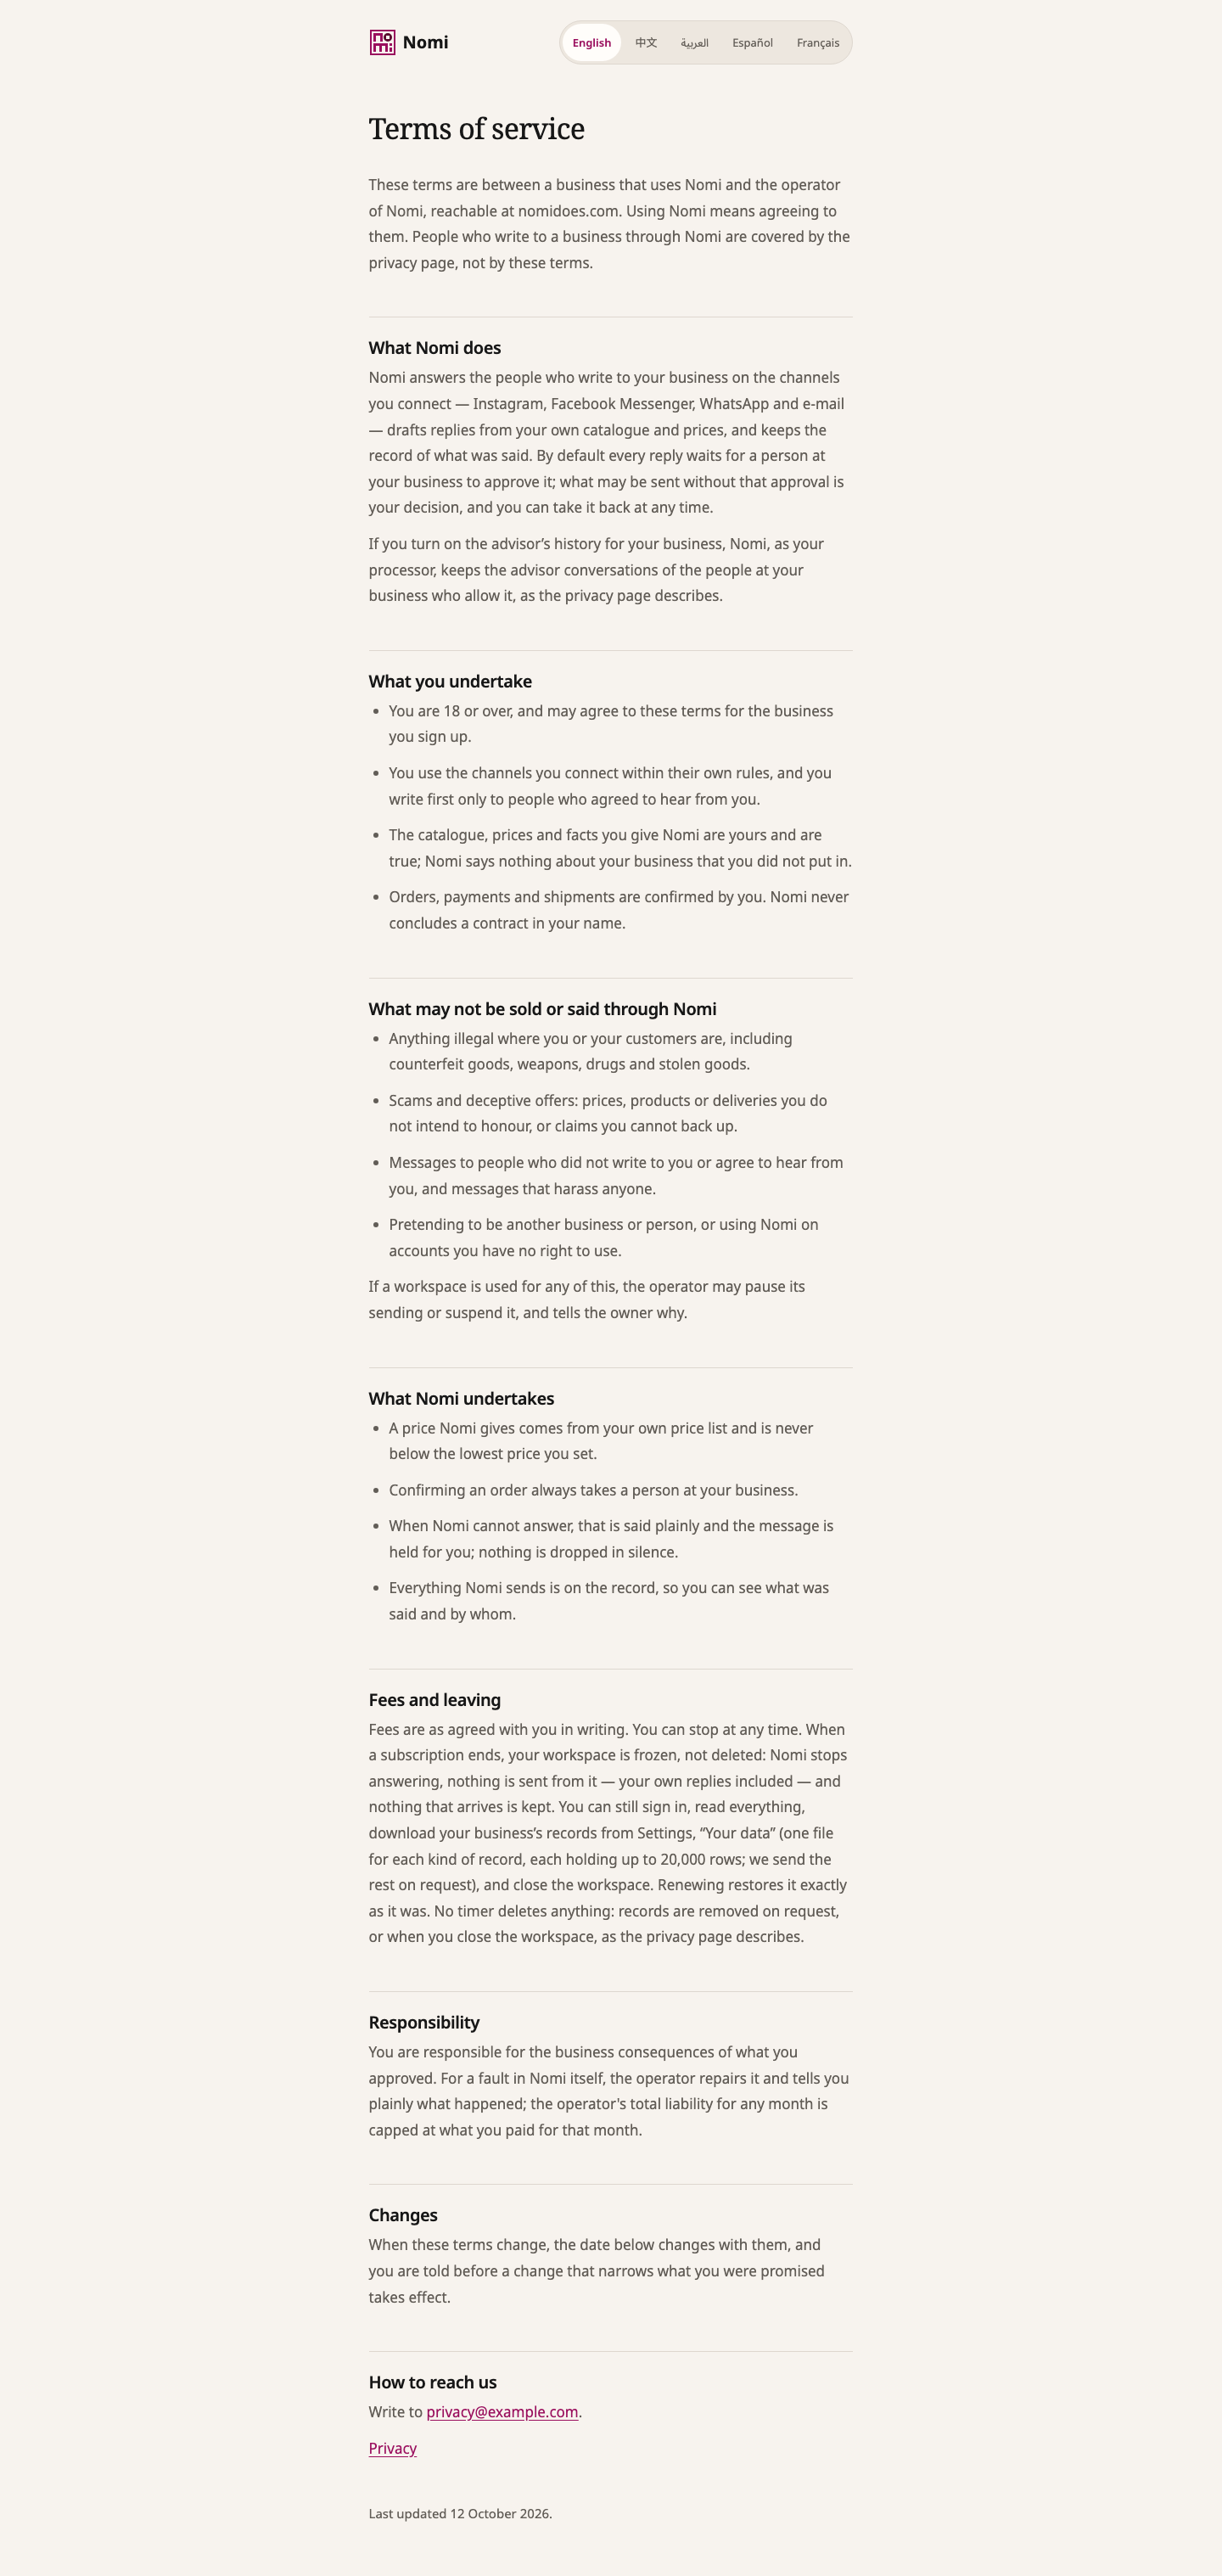 nomi Nomi
English 中文 العربية Español Français
Terms of service
These terms are between a business that uses Nomi and the operator
of Nomi, reachable at nomidoes.com. Using Nomi means agreeing to
them. People who write to a business through Nomi are covered by the
privacy page, not by these terms.
What Nomi does
Nomi answers the people who write to your business on the channels
you connect — Instagram, Facebook Messenger, WhatsApp and e-mail
— drafts replies from your own catalogue and prices, and keeps the
record of what was said. By default every reply waits for a person at
your business to approve it; what may be sent without that approval is
your decision, and you can take it back at any time.
If you turn on the advisor’s history for your business, Nomi, as your
processor, keeps the advisor conversations of the people at your
business who allow it, as the privacy page describes.
What you undertake
• You are 18 or over, and may agree to these terms for the business
you sign up.
• You use the channels you connect within their own rules, and you
write first only to people who agreed to hear from you.
• The catalogue, prices and facts you give Nomi are yours and are
true; Nomi says nothing about your business that you did not put in.
• Orders, payments and shipments are confirmed by you. Nomi never
concludes a contract in your name.
What may not be sold or said through Nomi
• Anything illegal where you or your customers are, including
counterfeit goods, weapons, drugs and stolen goods.
• Scams and deceptive offers: prices, products or deliveries you do
not intend to honour, or claims you cannot back up.
• Messages to people who did not write to you or agree to hear from
you, and messages that harass anyone.
• Pretending to be another business or person, or using Nomi on
accounts you have no right to use.
If a workspace is used for any of this, the operator may pause its
sending or suspend it, and tells the owner why.
What Nomi undertakes
• A price Nomi gives comes from your own price list and is never
below the lowest price you set.
• Confirming an order always takes a person at your business.
• When Nomi cannot answer, that is said plainly and the message is
held for you; nothing is dropped in silence.
• Everything Nomi sends is on the record, so you can see what was
said and by whom.
Fees and leaving
Fees are as agreed with you in writing. You can stop at any time. When
a subscription ends, your workspace is frozen, not deleted: Nomi stops
answering, nothing is sent from it — your own replies included — and
nothing that arrives is kept. You can still sign in, read everything,
download your business’s records from Settings, “Your data” (one file
for each kind of record, each holding up to 20,000 rows; we send the
rest on request), and close the workspace. Renewing restores it exactly
as it was. No timer deletes anything: records are removed on request,
or when you close the workspace, as the privacy page describes.
Responsibility
You are responsible for the business consequences of what you
approved. For a fault in Nomi itself, the operator repairs it and tells you
plainly what happened; the operator's total liability for any month is
capped at what you paid for that month.
Changes
When these terms change, the date below changes with them, and
you are told before a change that narrows what you were promised
takes effect.
How to reach us
Write to privacy@example.com.
Privacy
Last updated 12 October 2026.